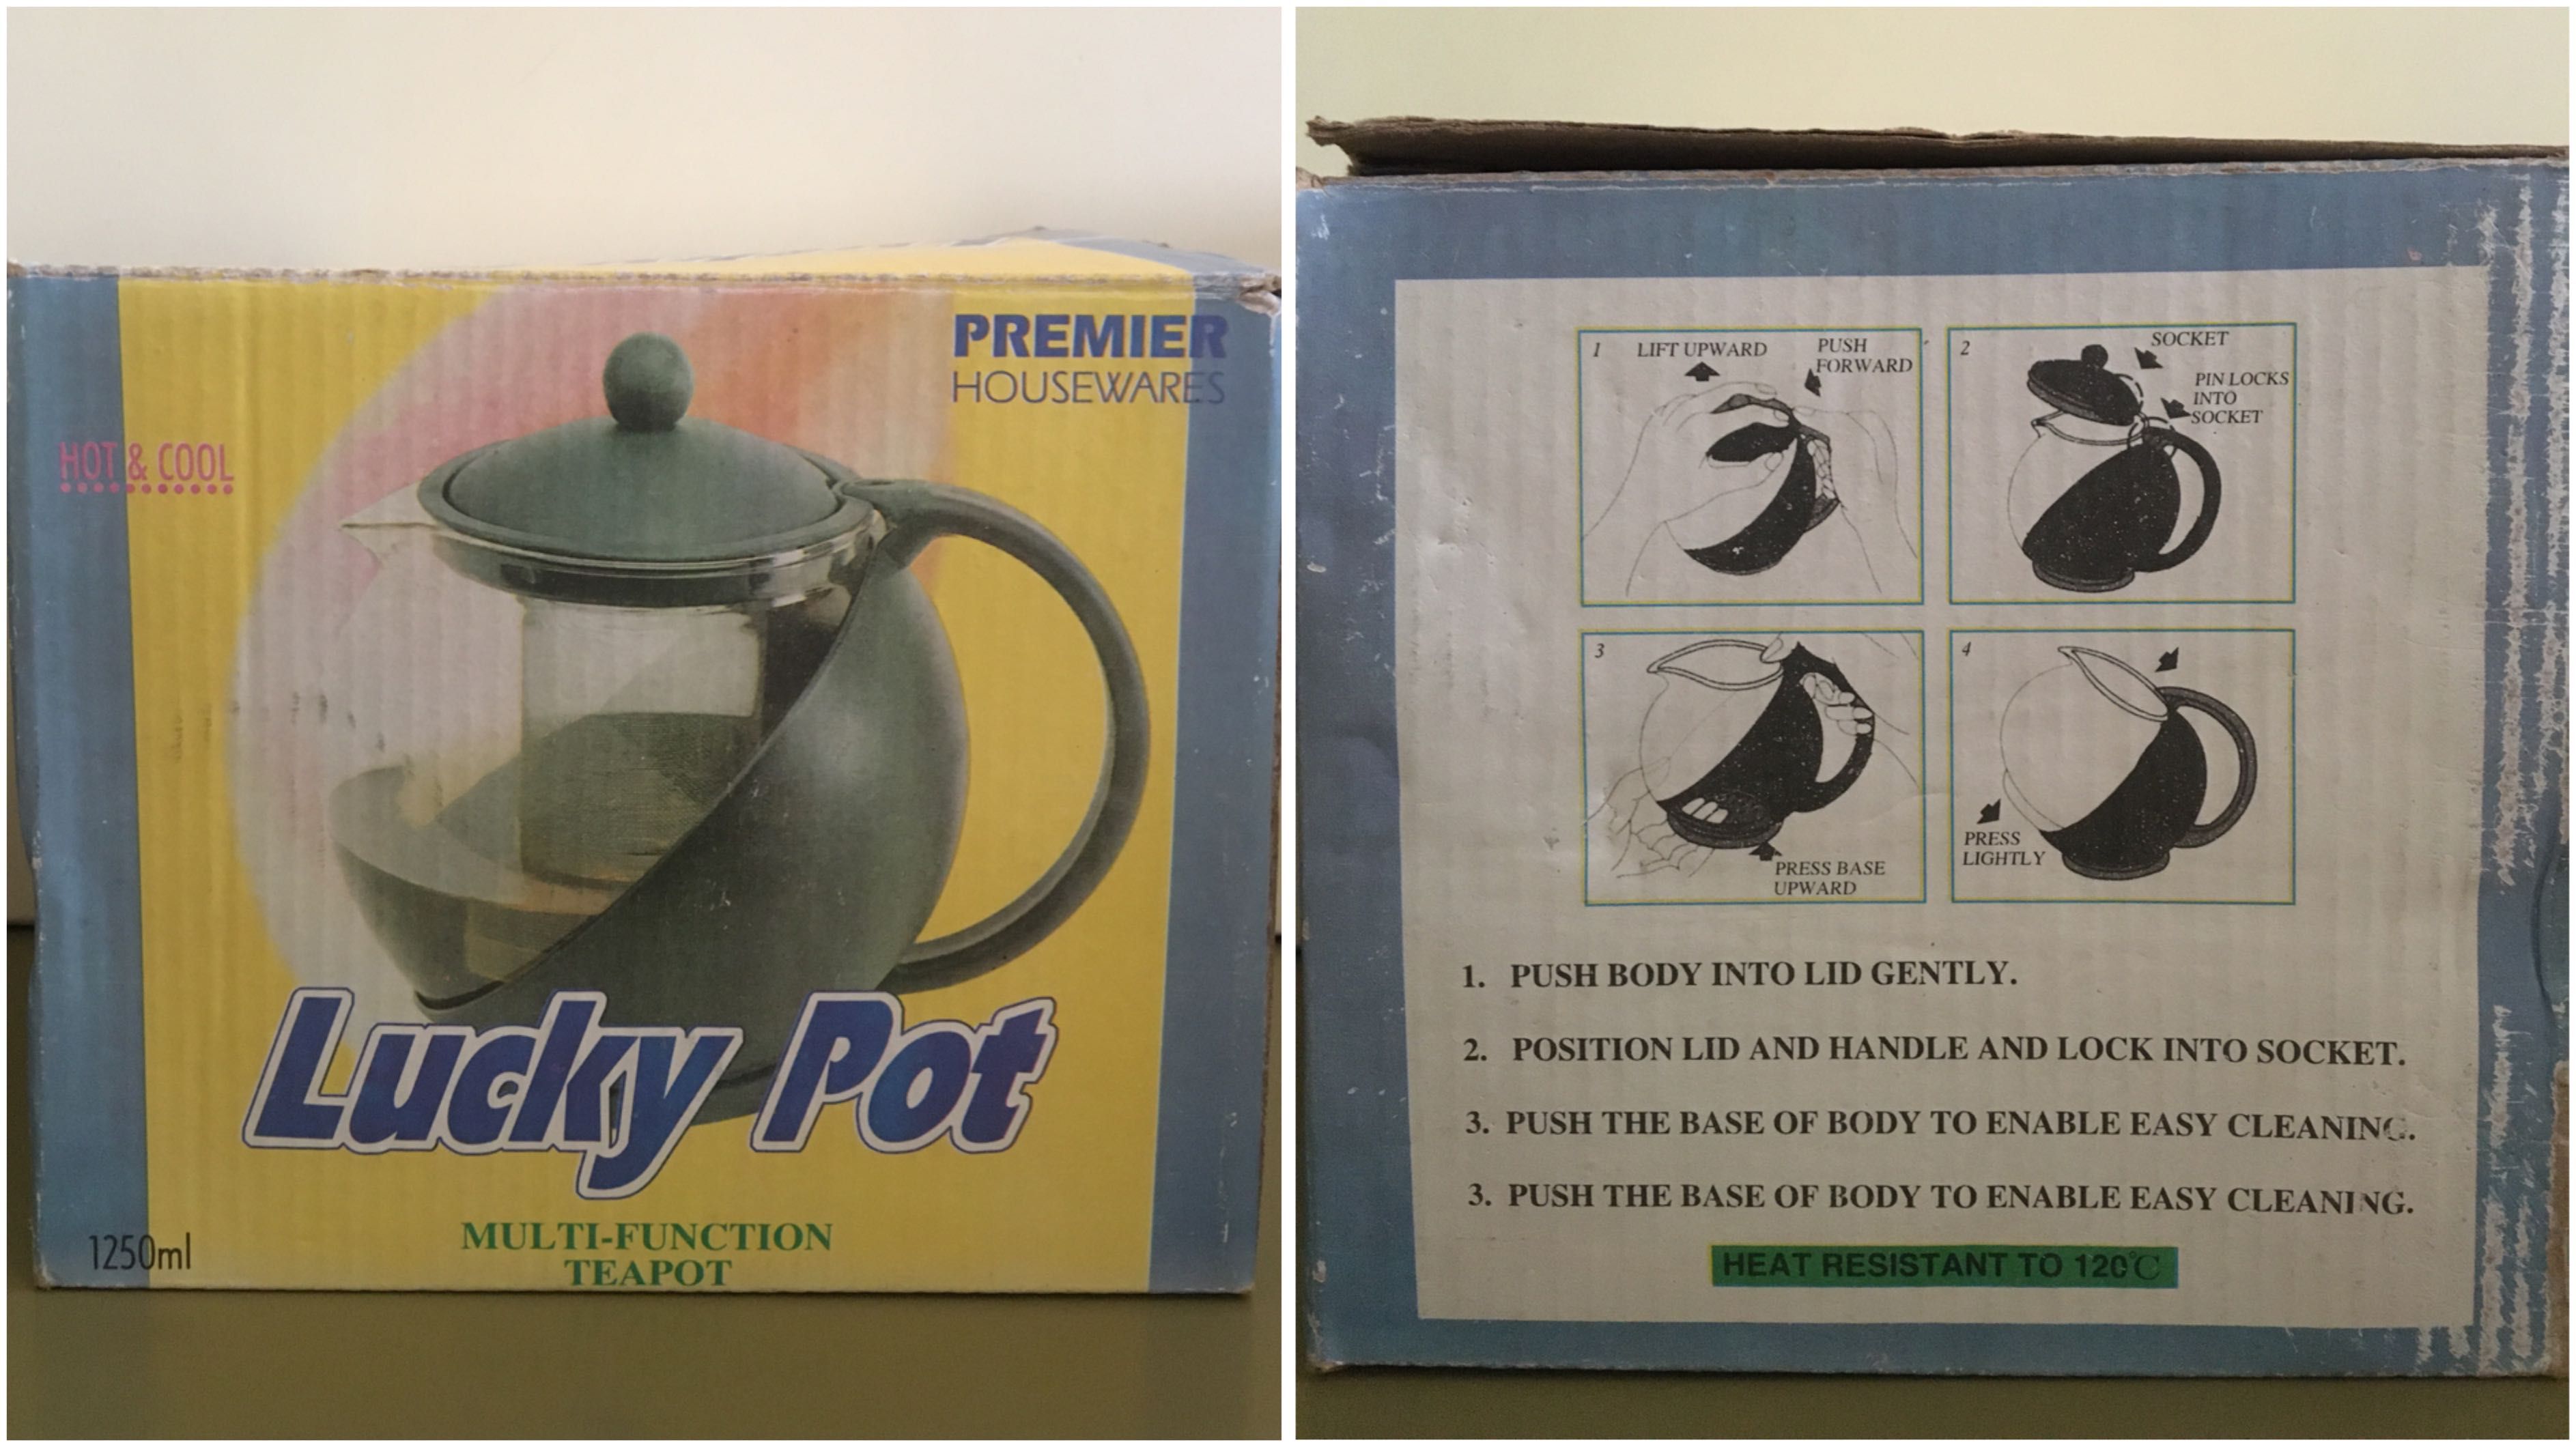 PREMIER
HOUSEWARES
HOT & COOL
Lucky Pot
1250ml
MULTI-FUNCTION
TEAPOT
1
LIFT UPWARD
PUSH
FORWARD
2
SOCKET
PIN LOCKS
INTO
SOCKET
3
PRESS BASE
UPWARD
4
PRESS
LIGHTLY
1. PUSH BODY INTO LID GENTLY.
2. POSITION LID AND HANDLE AND LOCK INTO SOCKET.
3. PUSH THE BASE OF BODY TO ENABLE EASY CLEANING.
3. PUSH THE BASE OF BODY TO ENABLE EASY CLEANING.
HEAT RESISTANT TO 120℃